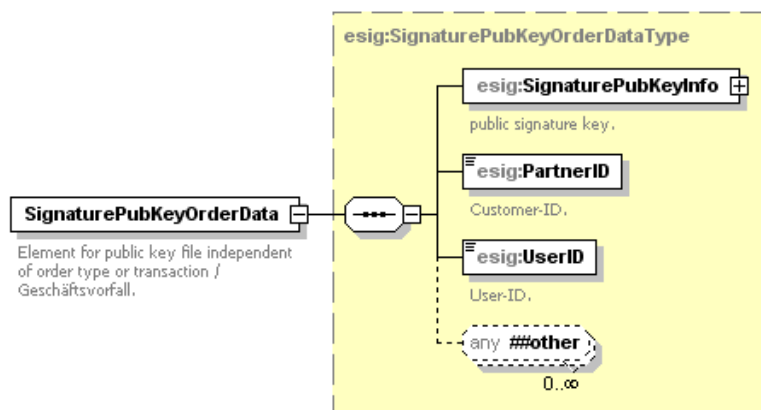 esig:SignaturePubKeyOrderDataType
esig:SignaturePubKeyInfo
public signature key.
esig:PartnerID
Customer-ID.
SignaturePubKeyOrderData
Element for public key file independent
of order type or transaction /
Geschäftsvorfall.
esig:UserID
User-ID.
any ##other
0..∞